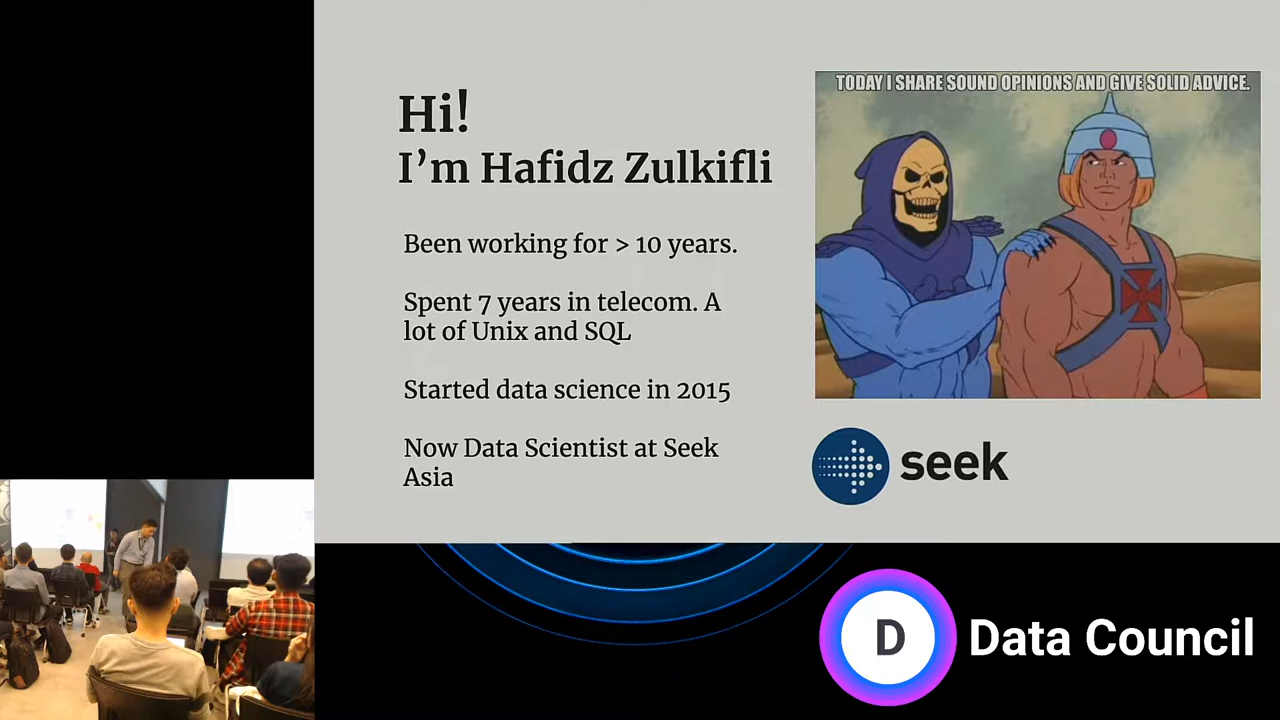 Hi!
I’m Hafidz Zulkifli
Been working for > 10 years.
Spent 7 years in telecom. A
lot of Unix and SQL
Started data science in 2015
Now Data Scientist at Seek
Asia
TODAY I SHARE SOUND OPINIONS AND GIVE SOLID ADVICE.
seek
D
Data Council